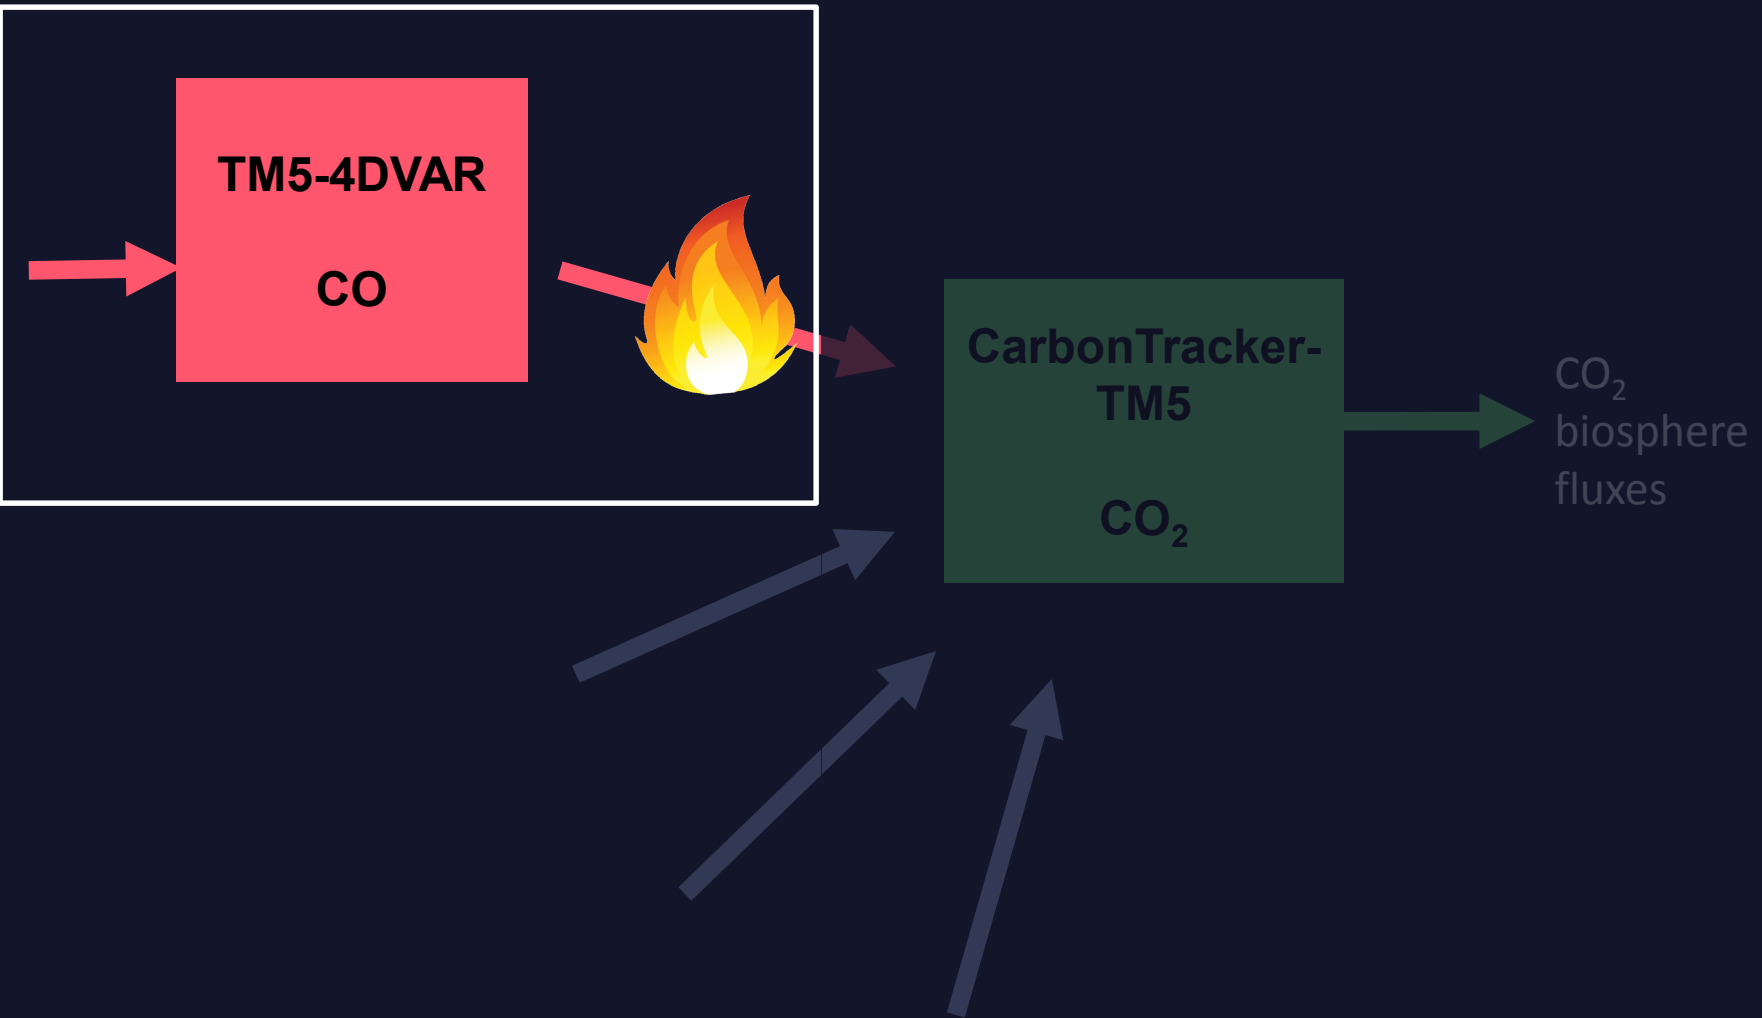 TM5-4DVAR
CO
CarbonTracker-
TM5
CO₂
CO₂
biosphere
fluxes